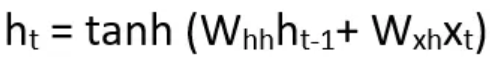 hₜ = tanh (Wₕₕhₜ₋₁+ Wₓₕxₜ)